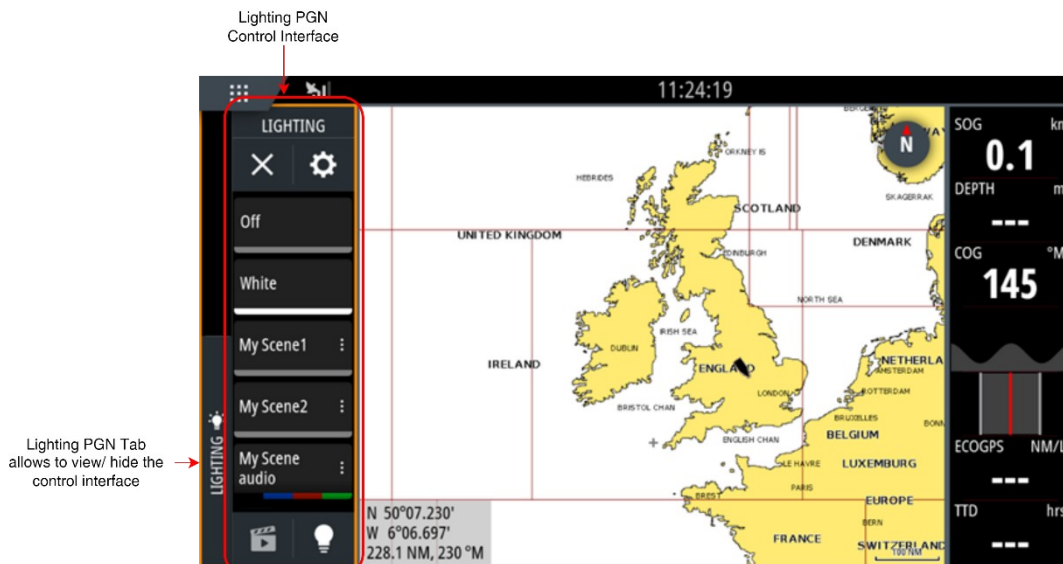 Lighting PGN
Control Interface
11:24:19
LIGHTING
Off
White
My Scene1
My Scene2
My Scene
audio
LIGHTING
Lighting PGN Tab
allows to view/ hide the
control interface
N
ORKNEY IS
HEBRIDES
SKAGERRAK
SCOTLAND
UNITED KINGDOM
DENMARK
EDINBURGH
NORTH SEA
IRISH SEA
DUBLIN
IRELAND
ENGLAND
NETHERLA
AMSTERDAM
LONDON
ROTTERDAM
BRISTOL CHAN
BRUXELLES
BONN
ENGLISH CHAN
BELGIUM
LE HAVRE
LUXEMBURG
PARIS
BREST
EUROPE
BERN
FRANCE
SWITZERLAND
100 NM
N 50°07.230'
W 6°06.697'
228.1 NM, 230 °M
SOG km
0.1
DEPTH m
---
COG °M
145
ECOGPS NM/L
---
TTD hrs
---